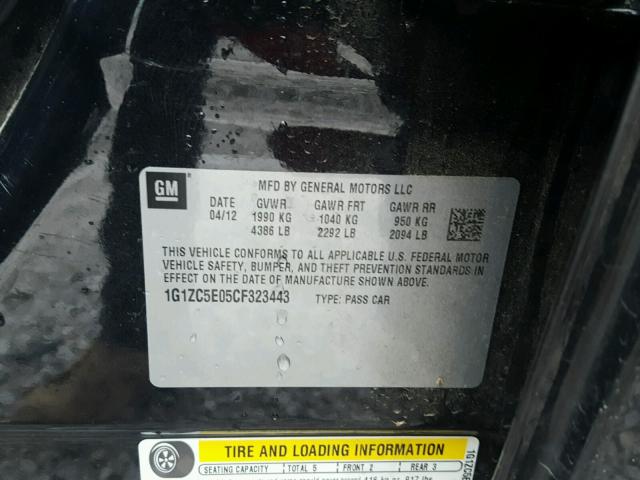 GM
MFD BY GENERAL MOTORS LLC
DATE GVWR GAWR FRT GAWR RR
04/12 1990 KG 1040 KG 950 KG
4386 LB 2292 LB 2094 LB
THIS VEHICLE CONFORMS TO ALL APPLICABLE U.S. FEDERAL MOTOR
VEHICLE SAFETY, BUMPER, AND THEFT PREVENTION STANDARDS IN
EFFECT ON THE DATE OF MANUFACTURE SHOWN ABOVE.
1G1ZC5E05CF323443 TYPE: PASS CAR
TIRE AND LOADING INFORMATION
SEATING CAPACITY TOTAL 5 FRONT 2 REAR 3
1G1ZC5E